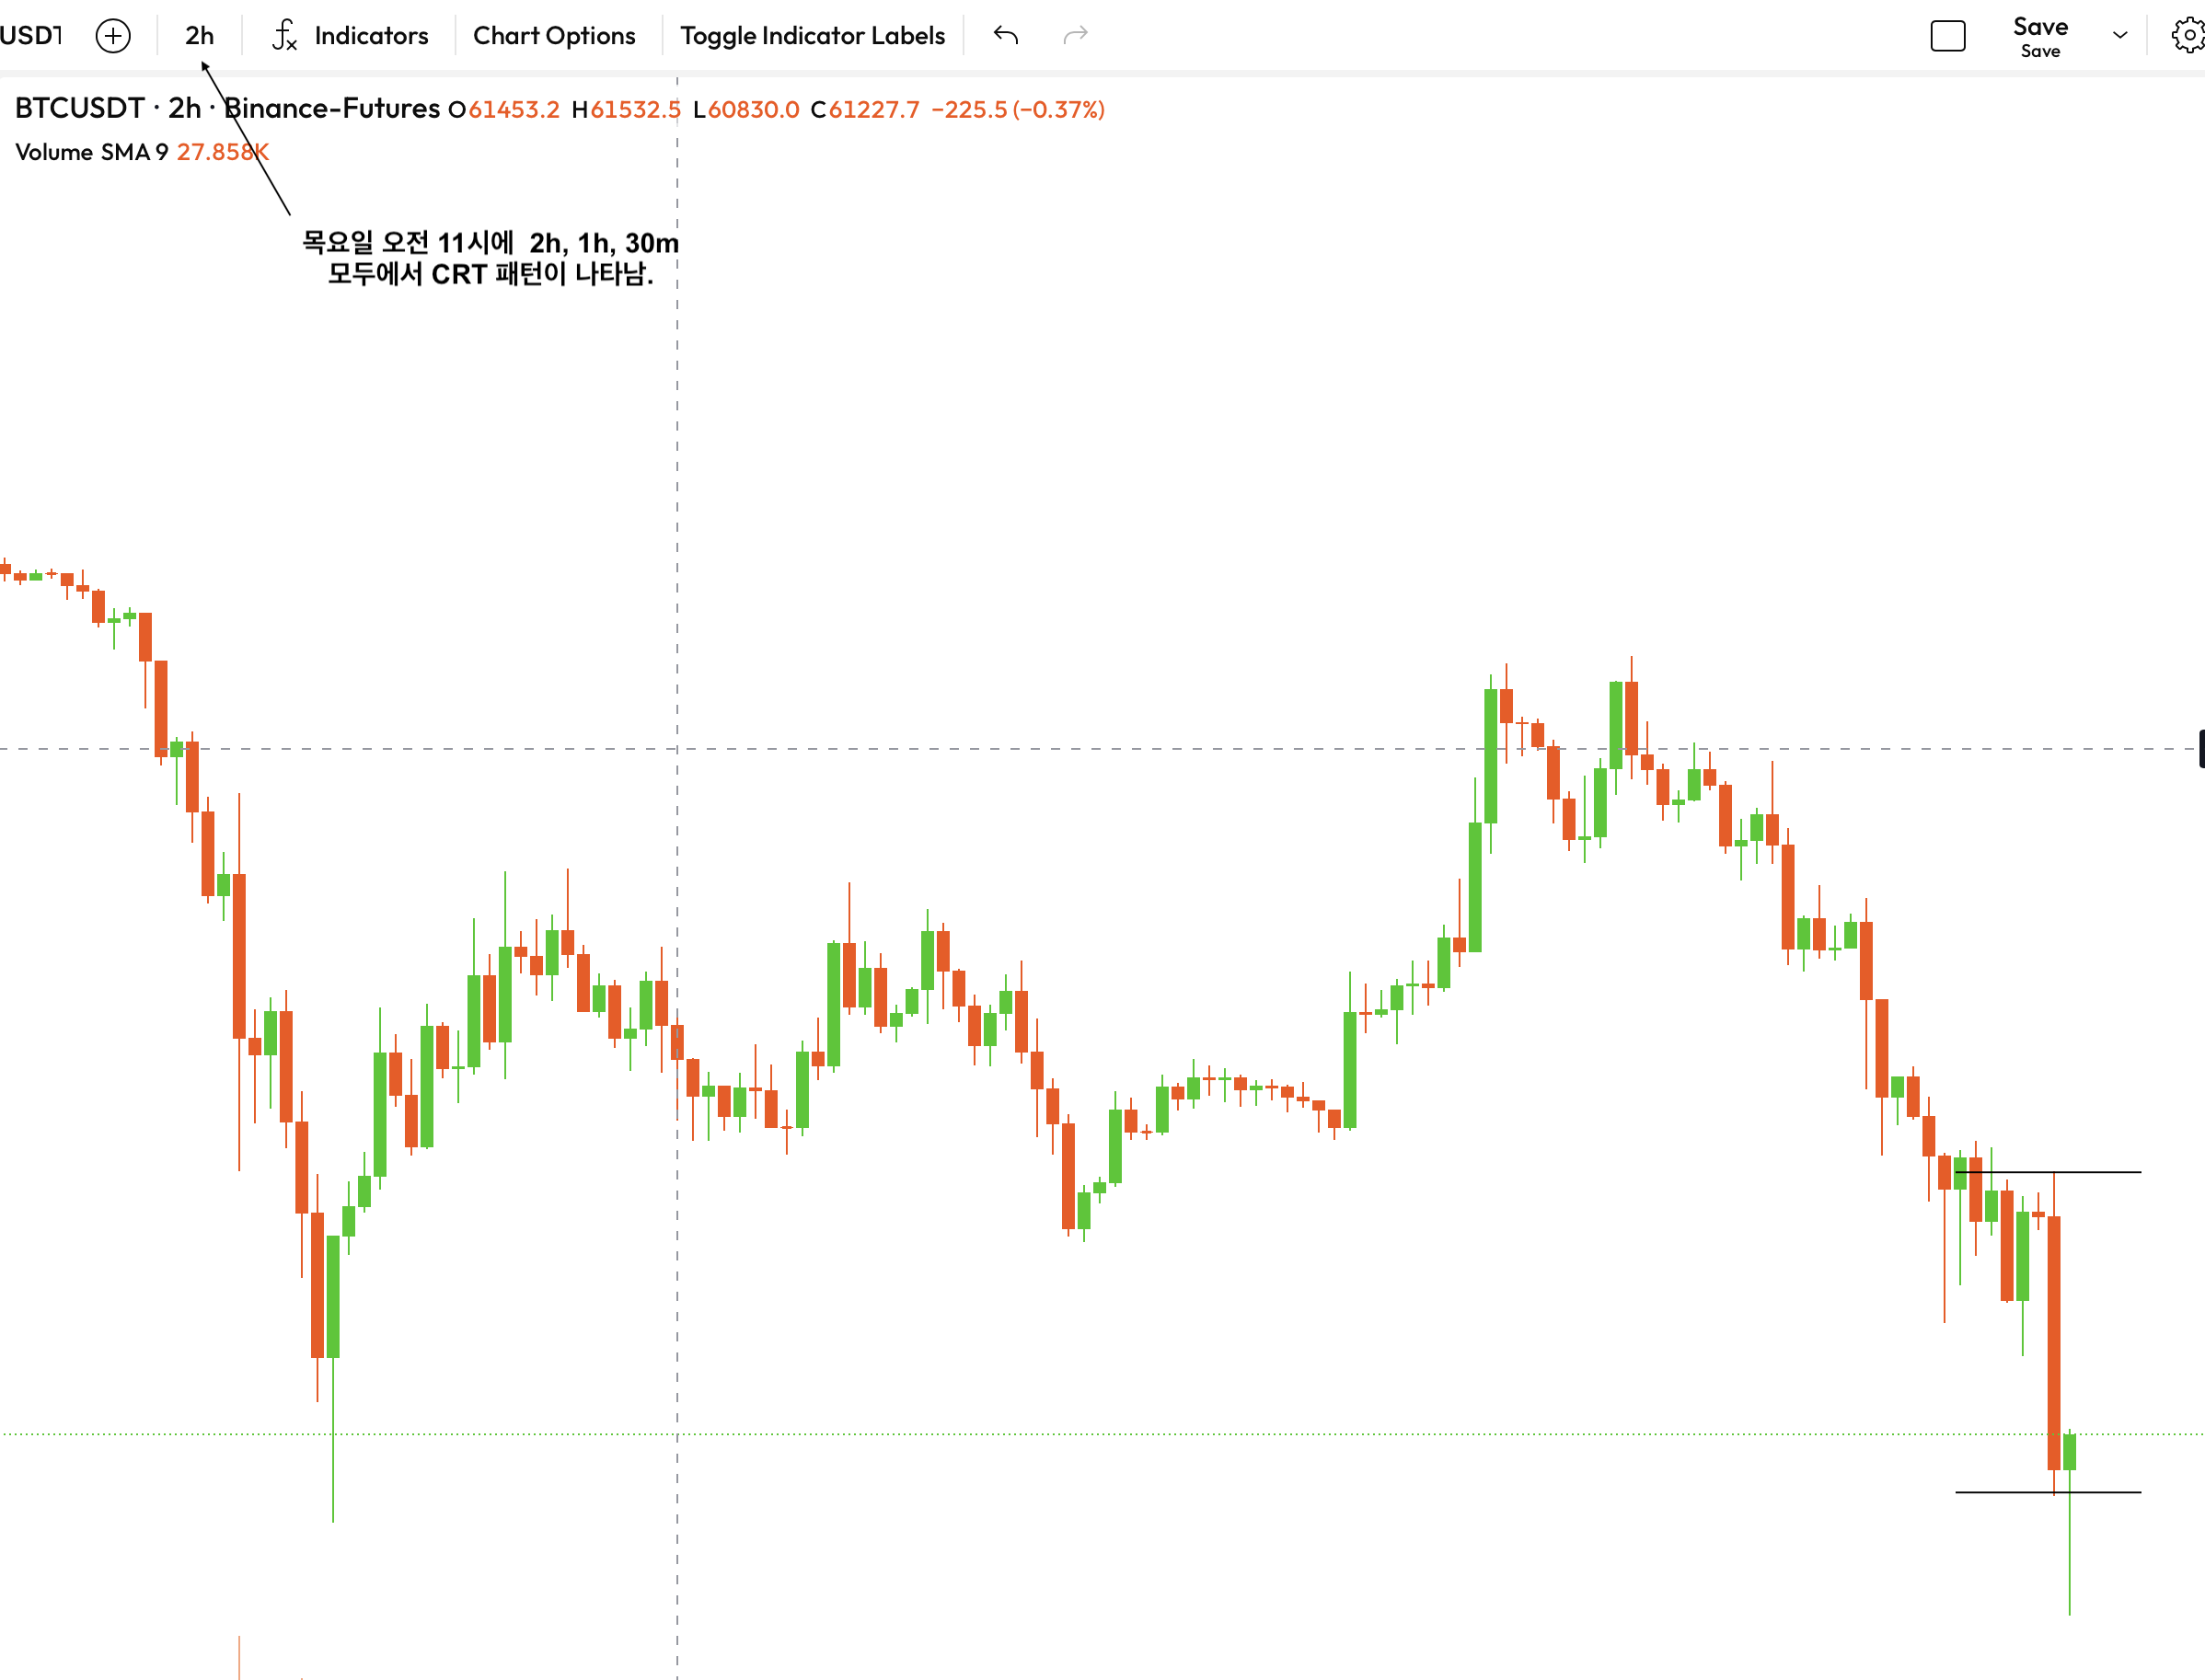 USDT 2h Indicators Chart Options Toggle Indicator Labels Save
Save
BTCUSDT · 2h · Binance-Futures O61453.2 H61532.5 L60830.0 C61227.7 −225.5 (−0.37%)
Volume SMA 9 27.858K
목요일 오전 11시에 2h, 1h, 30m
모두에서 CRT 패턴이 나타남.